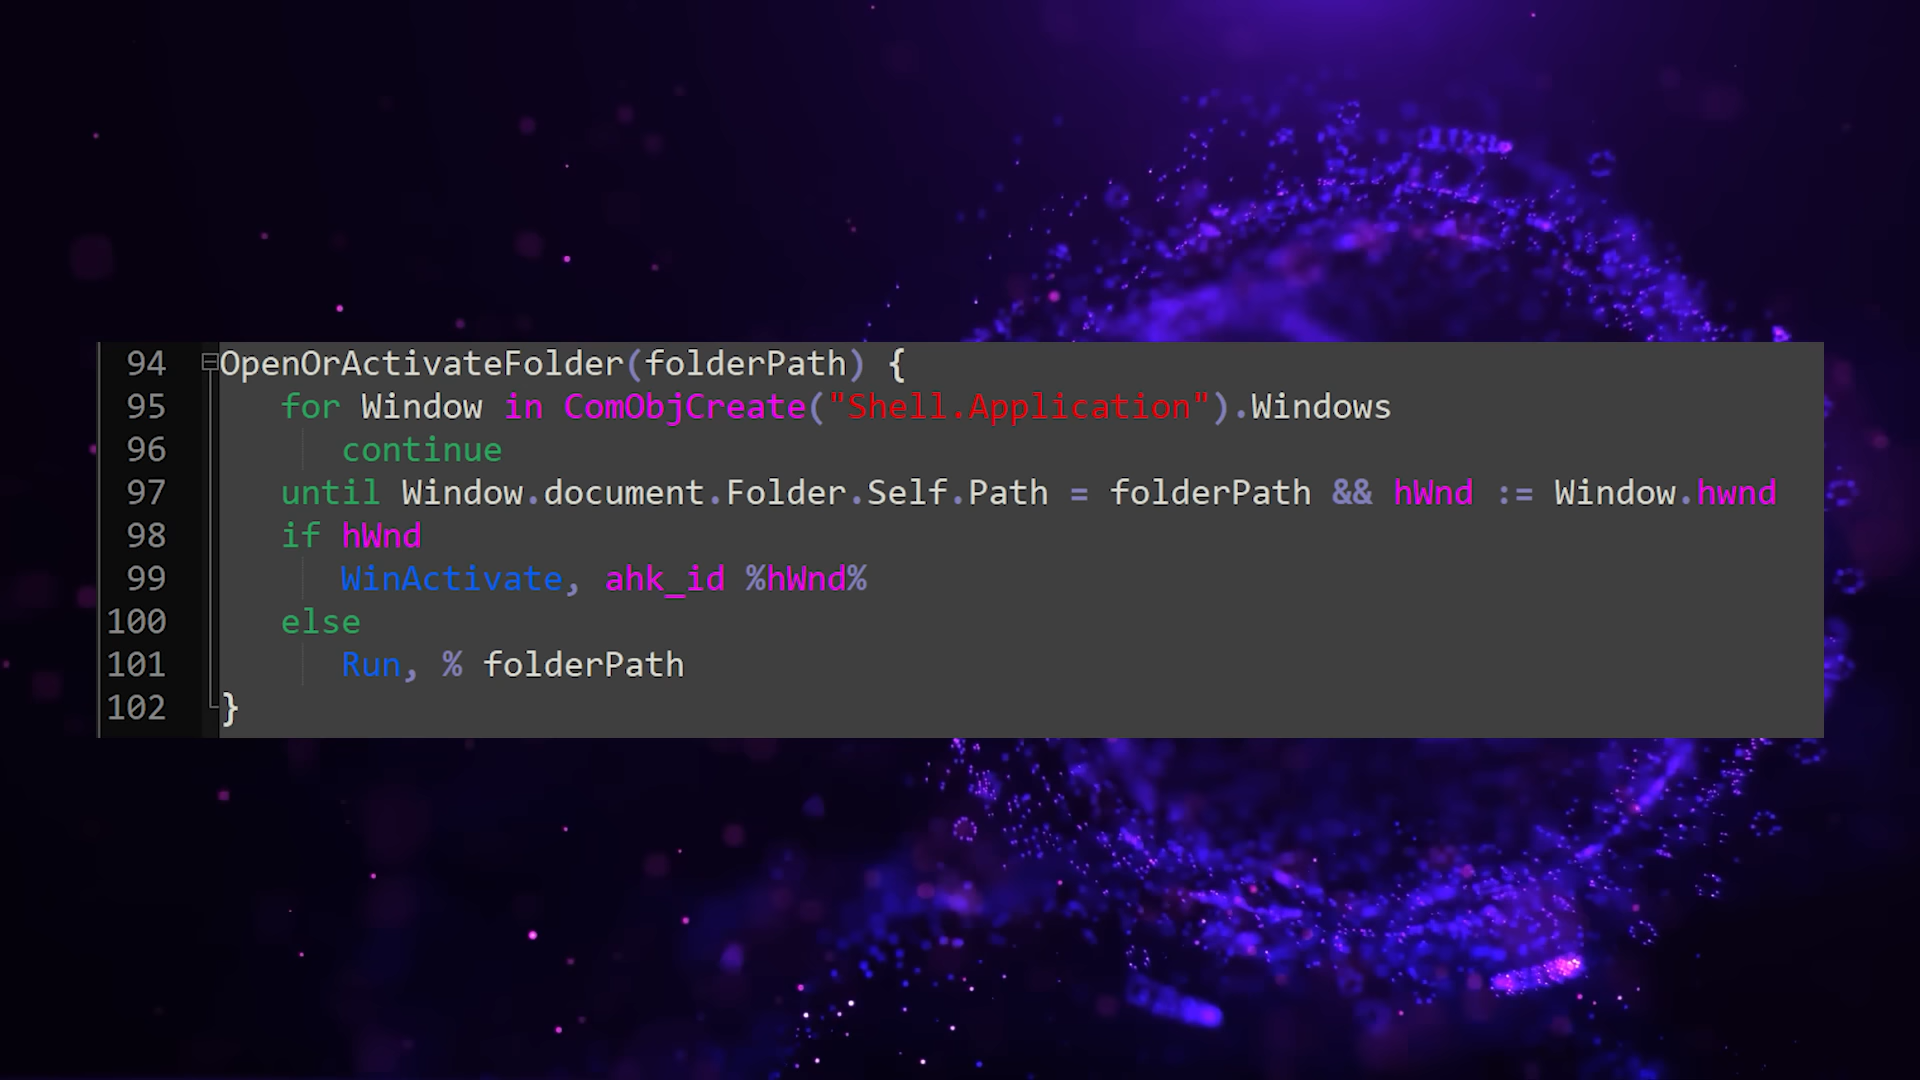 94 OpenOrActivateFolder(folderPath) {
95 for Window in ComObjCreate("Shell.Application").Windows
96 continue
97 until Window.document.Folder.Self.Path = folderPath && hWnd := Window.hwnd
98 if hWnd
99 WinActivate, ahk_id %hWnd%
100 else
101 Run, % folderPath
102 }